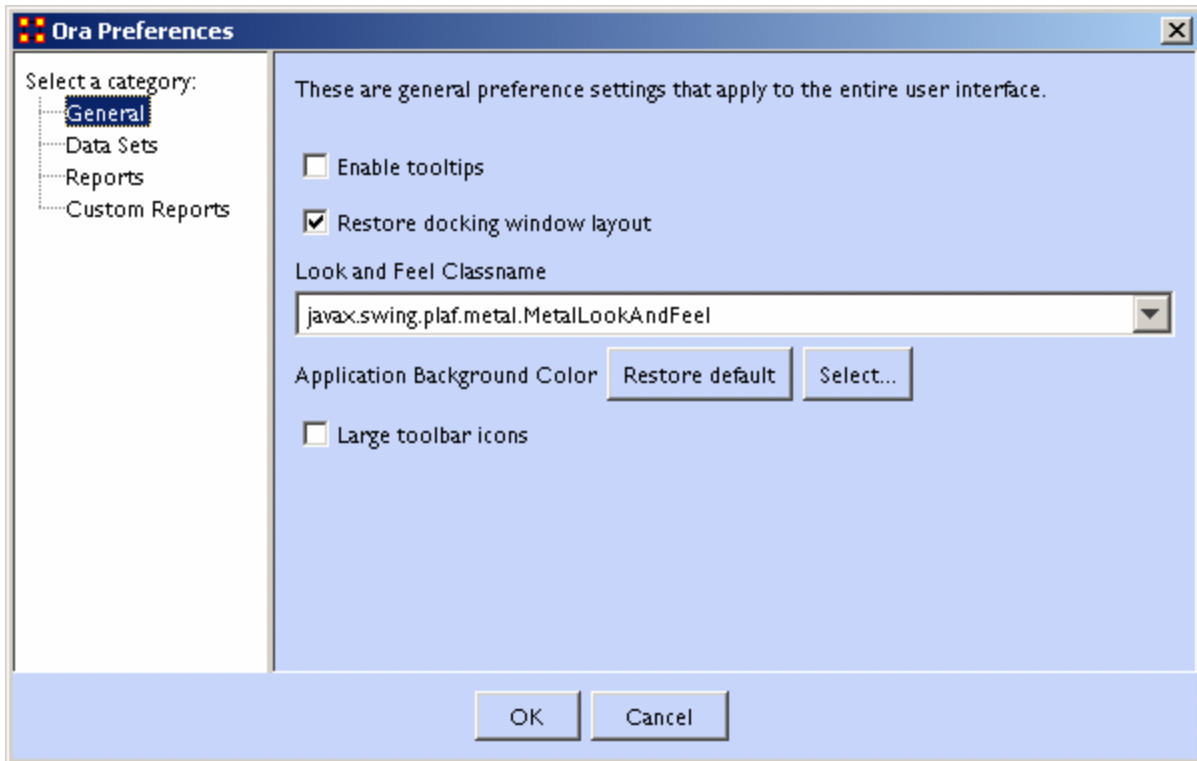 Ora Preferences
Select a category:
General
Data Sets
Reports
Custom Reports
These are general preference settings that apply to the entire user interface.
Enable tooltips
Restore docking window layout
Look and Feel Classname
javax.swing.plaf.metal.MetalLookAndFeel
Application Background Color Restore default Select...
Large toolbar icons
OK Cancel